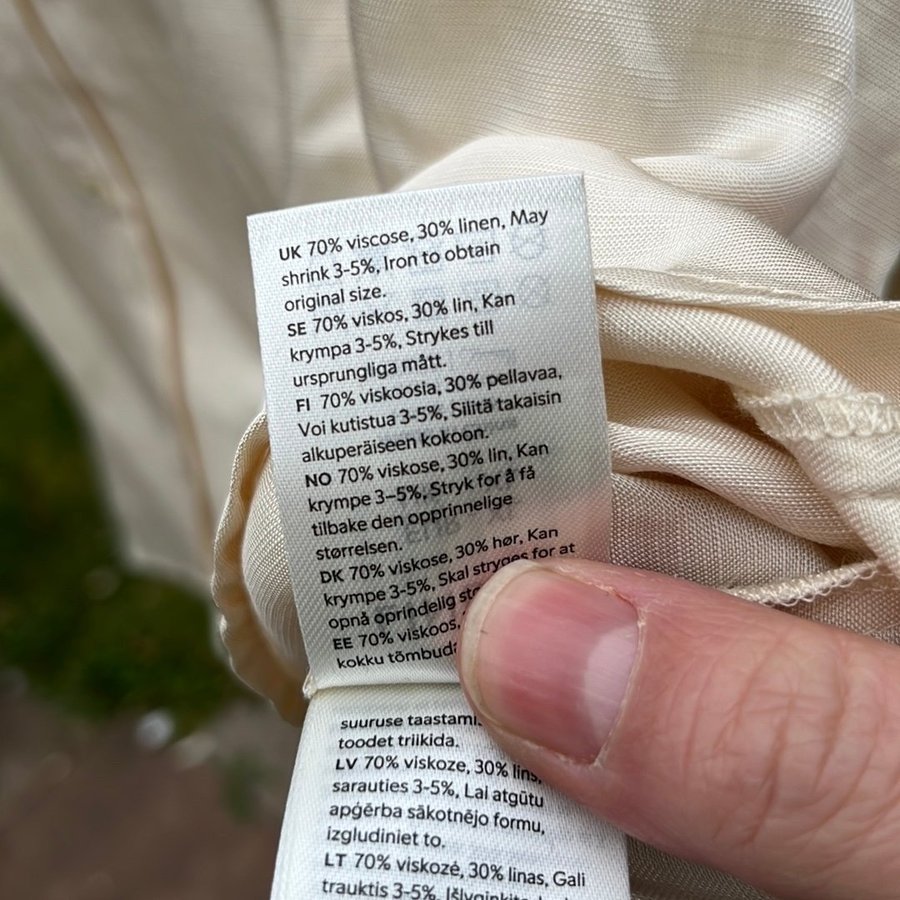 UK 70% viscose, 30% linen, May
shrink 3-5%, Iron to obtain
original size.
SE 70% viskos, 30% lin, Kan
krympa 3-5%, Strykes till
ursprungliga mått.
FI 70% viskoosia, 30% pellavaa,
Voi kutistua 3-5%, Silitä takaisin
alkuperäiseen kokoon.
NO 70% viskose, 30% lin, Kan
krympe 3–5%, Stryk for å få
tilbake den opprinnelige
størrelsen.
DK 70% viskose, 30% hør, Kan
krympe 3-5%, Skal stryges for at
opnå oprindelig
EE 70% viskoos,
kokku
suuruse
toodet triikida.
LV 70% viskoze, 30% lins,
sarauties 3-5%, Lai atgūtu
apģērba sākotnējo formu,
izgludiniet to.
LT 70% viskozė, 30% linas, Gali
trauktis 3-5%,